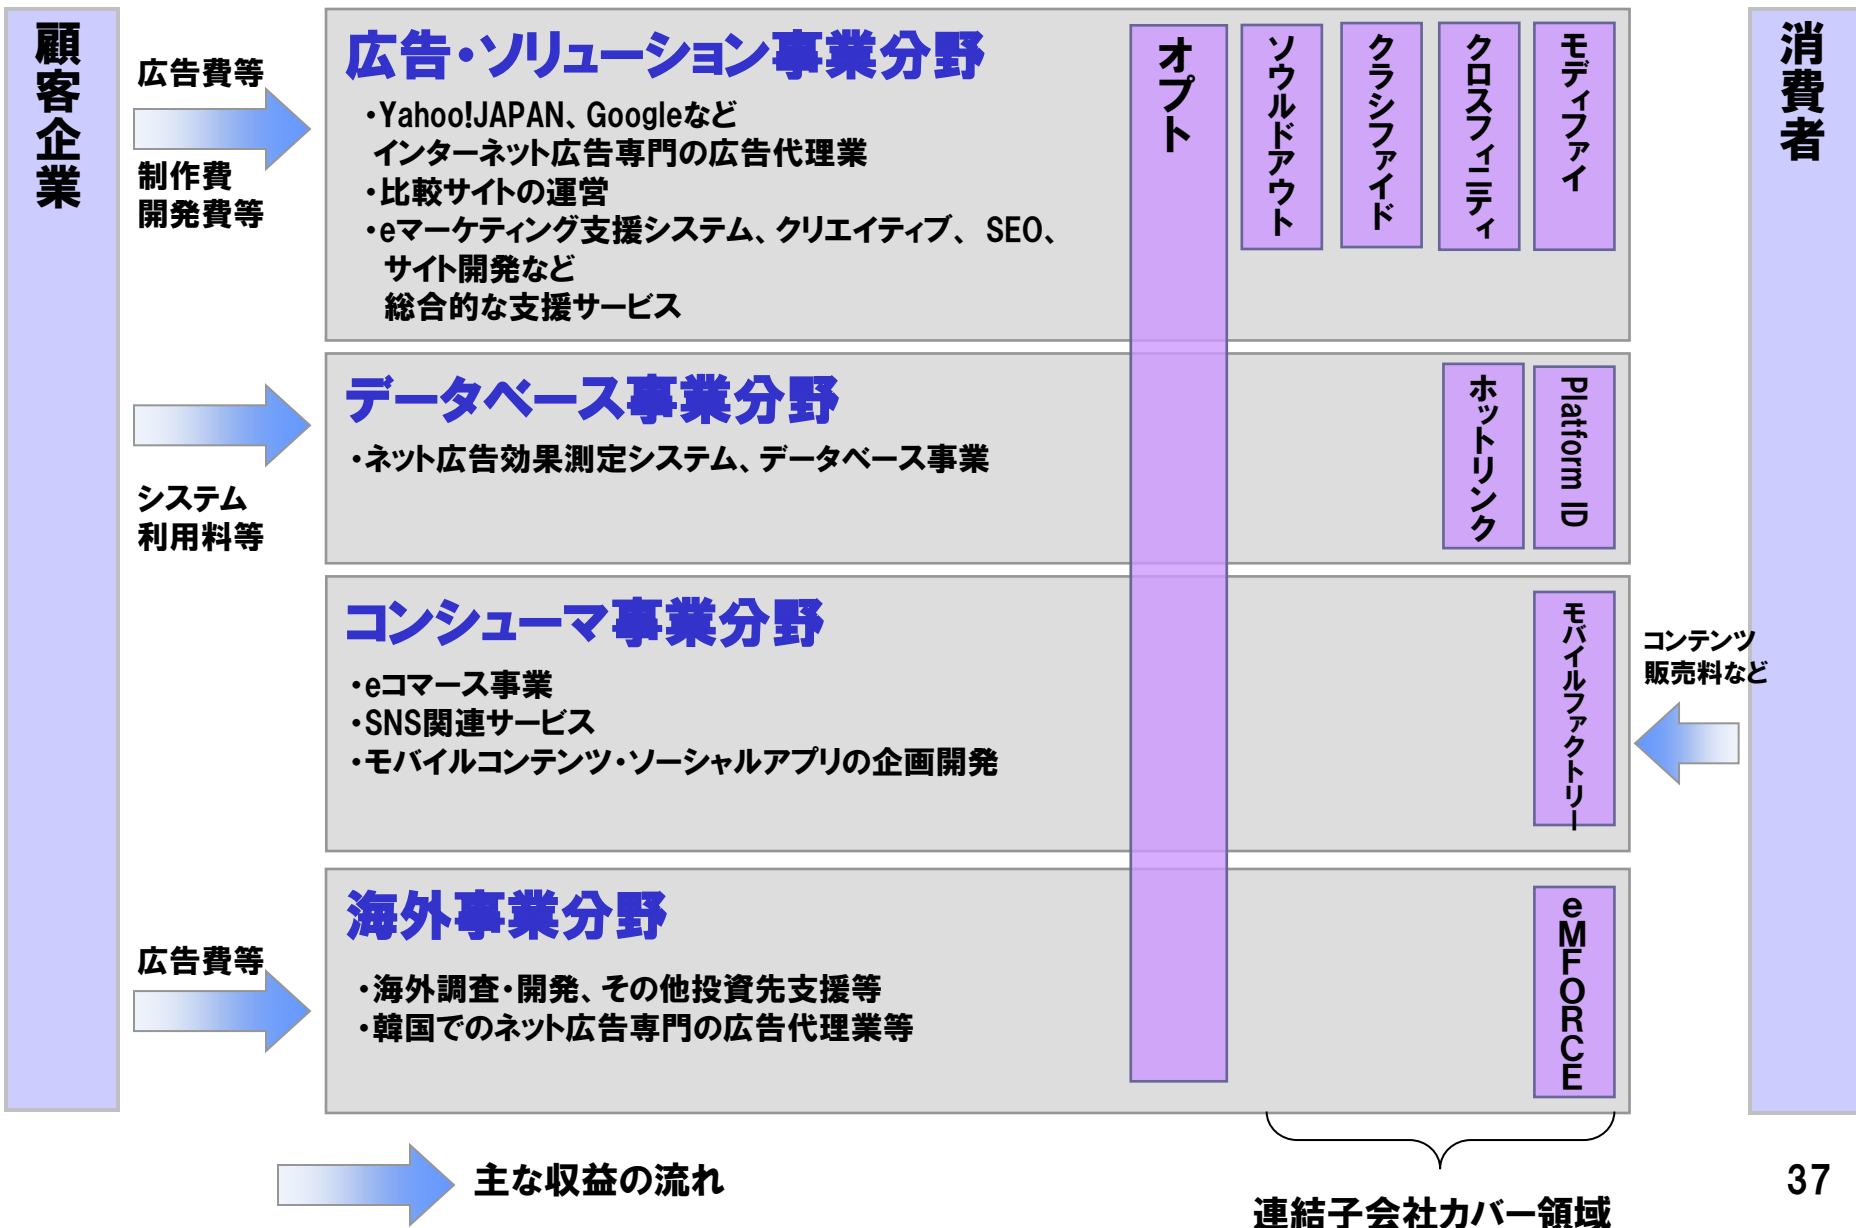 顧客企業
広告費等
制作費
開発費等
広告・ソリューション事業分野
・Yahoo!JAPAN、Googleなど
インターネット広告専門の広告代理業
・比較サイトの運営
・eマーケティング支援システム、クリエイティブ、SEO、
サイト開発など
総合的な支援サービス
オプト
ソウルドアウト
クラシファイド
クロスフィニティ
モディファイ
消費者
システム
利用料等
データベース事業分野
・ネット広告効果測定システム、データベース事業
ホットリンク
Platform ID
コンシューマ事業分野
・eコマース事業
・SNS関連サービス
・モバイルコンテンツ・ソーシャルアプリの企画開発
モバイルファクトリー
コンテンツ
販売料など
広告費等
海外事業分野
・海外調査・開発、その他投資先支援等
・韓国でのネット広告専門の広告代理業等
eMFORCE
主な収益の流れ
連結子会社カバー領域
37